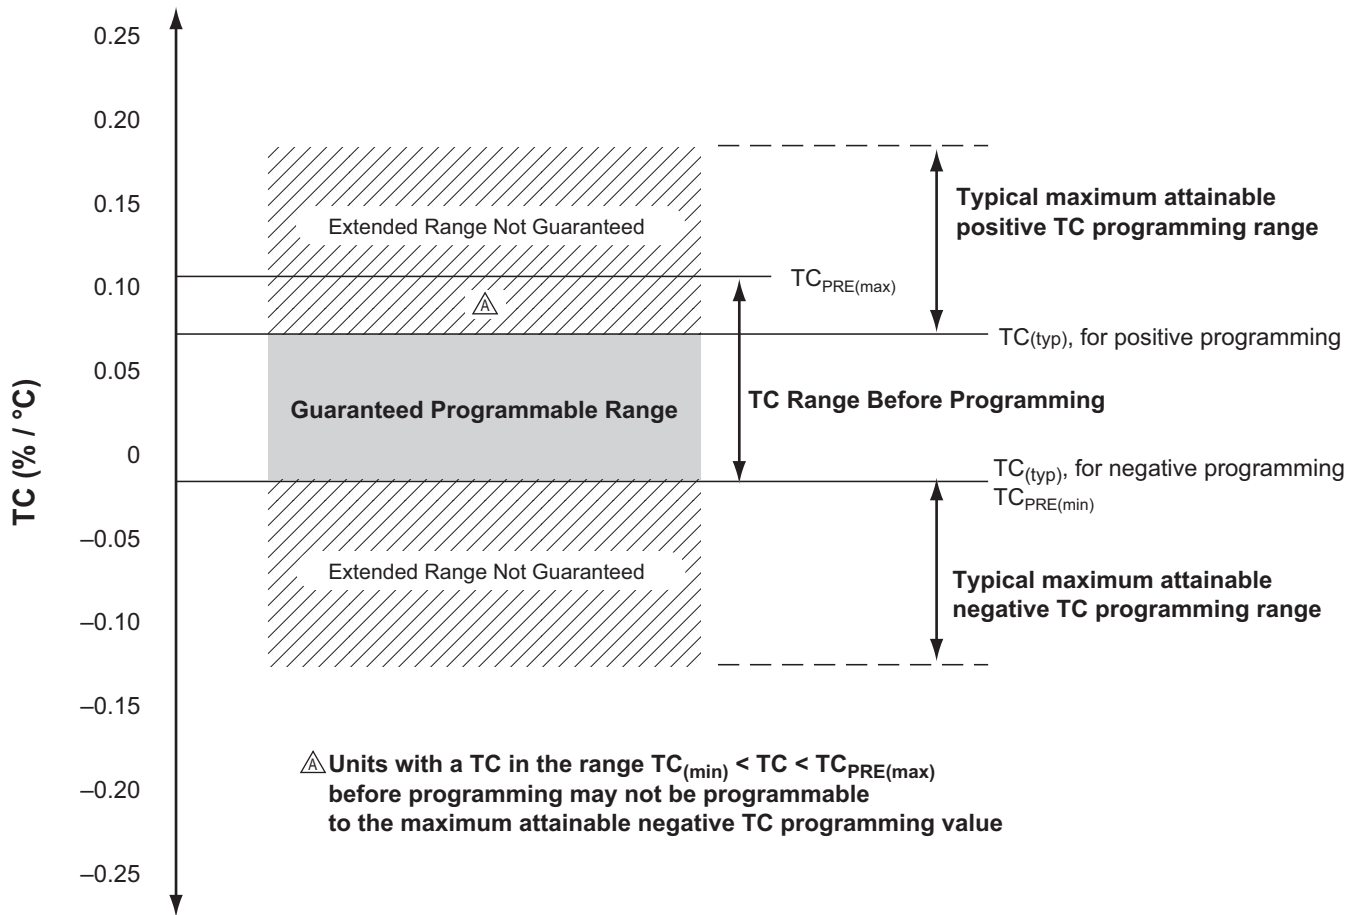 0.25
0.20
0.15
0.10
0.05
0
–0.05
–0.10
–0.15
–0.20
–0.25
TC (% / °C)
Extended Range Not Guaranteed
A
Guaranteed Programmable Range
Extended Range Not Guaranteed
Typical maximum attainable
positive TC programming range
TCPRE(max)
TC(typ), for positive programming
TC Range Before Programming
TC(typ), for negative programming
TCPRE(min)
Typical maximum attainable
negative TC programming range
A Units with a TC in the range TC(min) < TC < TCPRE(max)
before programming may not be programmable
to the maximum attainable negative TC programming value